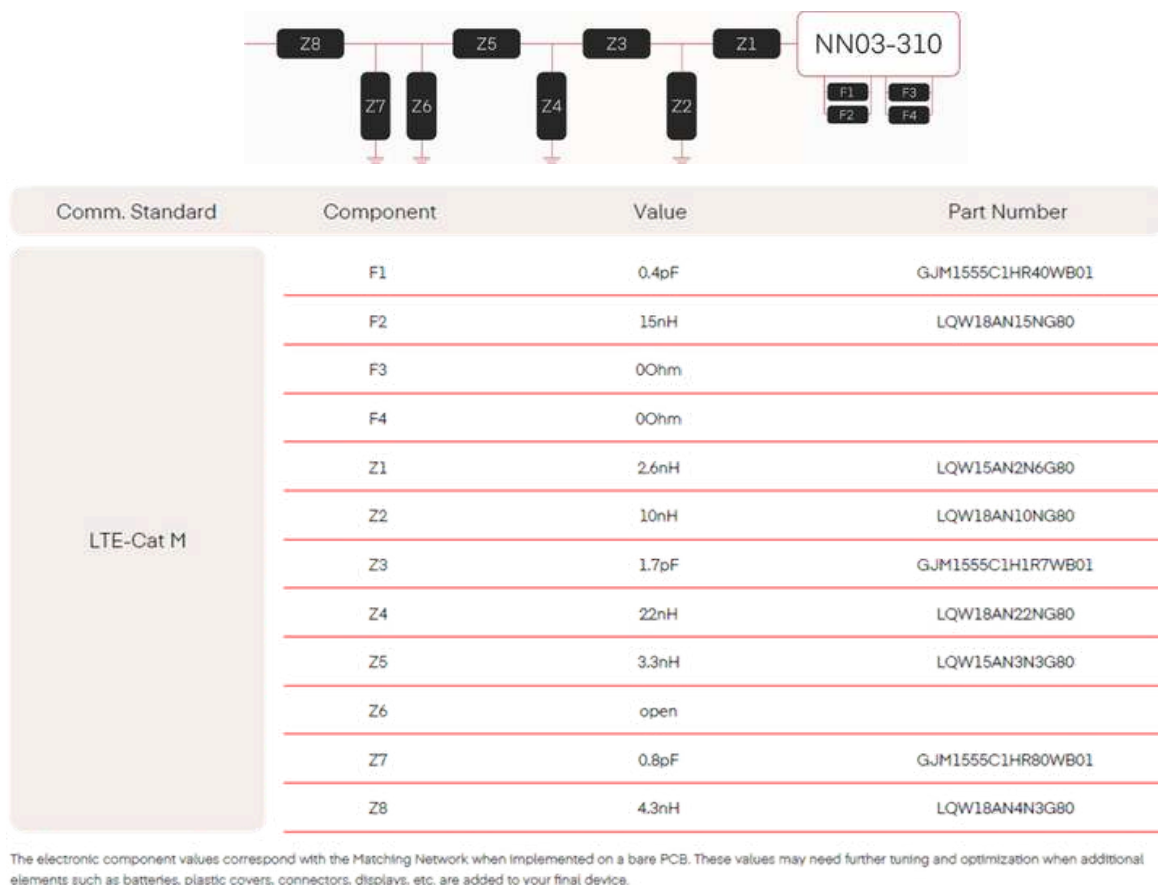 Z8 Z5 Z3 Z1 NN03-310
F1 F3
Z7 Z6 Z4 Z2 F2 F4
Comm. Standard Component Value Part Number
F1 0.4pF GJM1555C1HR40WB01
F2 15nH LQW18AN15NG80
F3 0Ohm
F4 0Ohm
Z1 2.6nH LQW15AN2N6G80
Z2 10nH LQW18AN10NG80
LTE-Cat M
Z3 1.7pF GJM1555C1H1R7WB01
Z4 22nH LQW18AN22NG80
Z5 3.3nH LQW15AN3N3G80
Z6 open
Z7 0.8pF GJM1555C1HR80WB01
Z8 4.3nH LQW18AN4N3G80
The electronic component values correspond with the Matching Network when implemented on a bare PCB. These values may need further tuning and optimization when additional
elements such as batteries, plastic covers, connectors, displays, etc. are added to your final device.